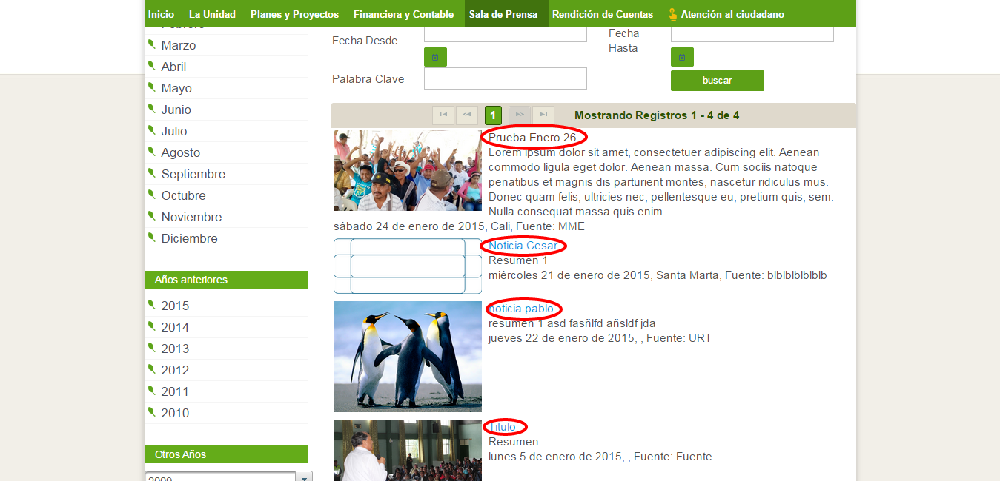 Inicio La Unidad Planes y Proyectos Financiera y Contable Sala de Prensa Rendición de Cuentas Atención al ciudadano
Febrero
Marzo
Abril
Mayo
Junio
Julio
Agosto
Septiembre
Octubre
Noviembre
Diciembre
Años anteriores
2015
2014
2013
2012
2011
2010
Otros Años
2009
Fecha Desde
Fecha
Hasta
Palabra Clave
buscar
1
Mostrando Registros 1 - 4 de 4
Prueba Enero 26
Lorem ipsum dolor sit amet, consectetuer adipiscing elit. Aenean
commodo ligula eget dolor. Aenean massa. Cum sociis natoque
penatibus et magnis dis parturient montes, nascetur ridiculus mus.
Donec quam felis, ultricies nec, pellentesque eu, pretium quis, sem.
Nulla consequat massa quis enim.
sábado 24 de enero de 2015, Cali, Fuente: MME
Noticia Cesar
Resumen 1
miércoles 21 de enero de 2015, Santa Marta, Fuente: blblblblblblb
noticia pablo
resumen 1 asd fasñlfd añsldf jda
jueves 22 de enero de 2015, , Fuente: URT
Titulo
Resumen
lunes 5 de enero de 2015, , Fuente: Fuente